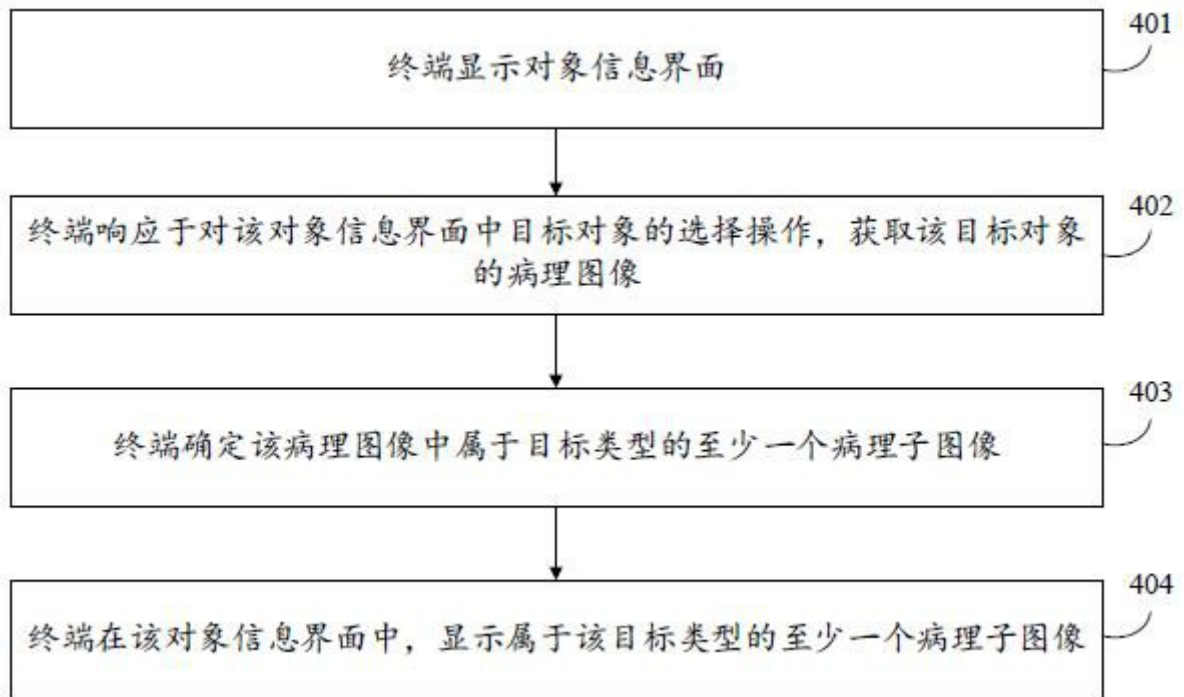 401
终端显示对象信息界面
402
终端响应于对该对象信息界面中目标对象的选择操作，获取该目标对象
的病理图像
403
终端确定该病理图像中属于目标类型的至少一个病理子图像
404
终端在该对象信息界面中，显示属于该目标类型的至少一个病理子图像